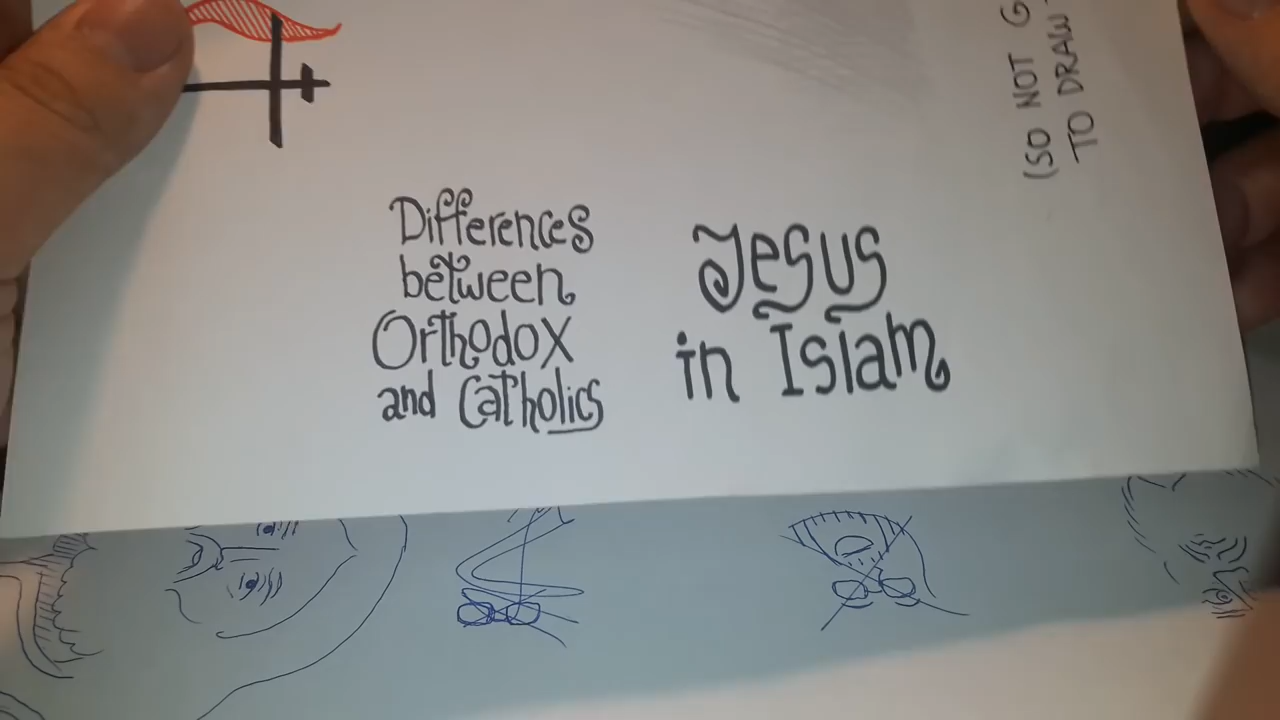 Differences
between
Orthodox
and Catholics
Jesus
in Islam
(SO NOT
TO DRAW